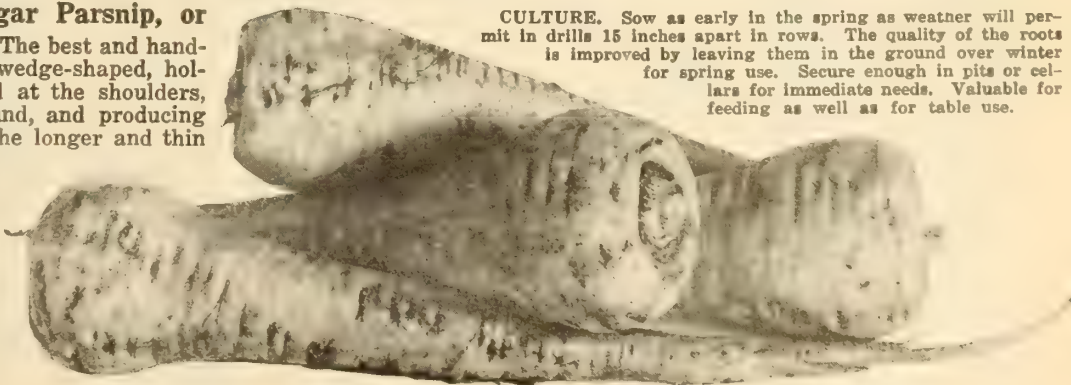 gar Parsnip, or
The best and hand-
wedge-shaped, hol-
at the shoulders,
nd, and producing
he longer and thin
CULTURE. Sow as early in the spring as weatner will per-
mit in drills 15 inches apart in rows. The quality of the roots
is improved by leaving them in the ground over winter
for spring use. Secure enough in pits or cel-
lars for immediate needs. Valuable for
feeding as well as for table use.